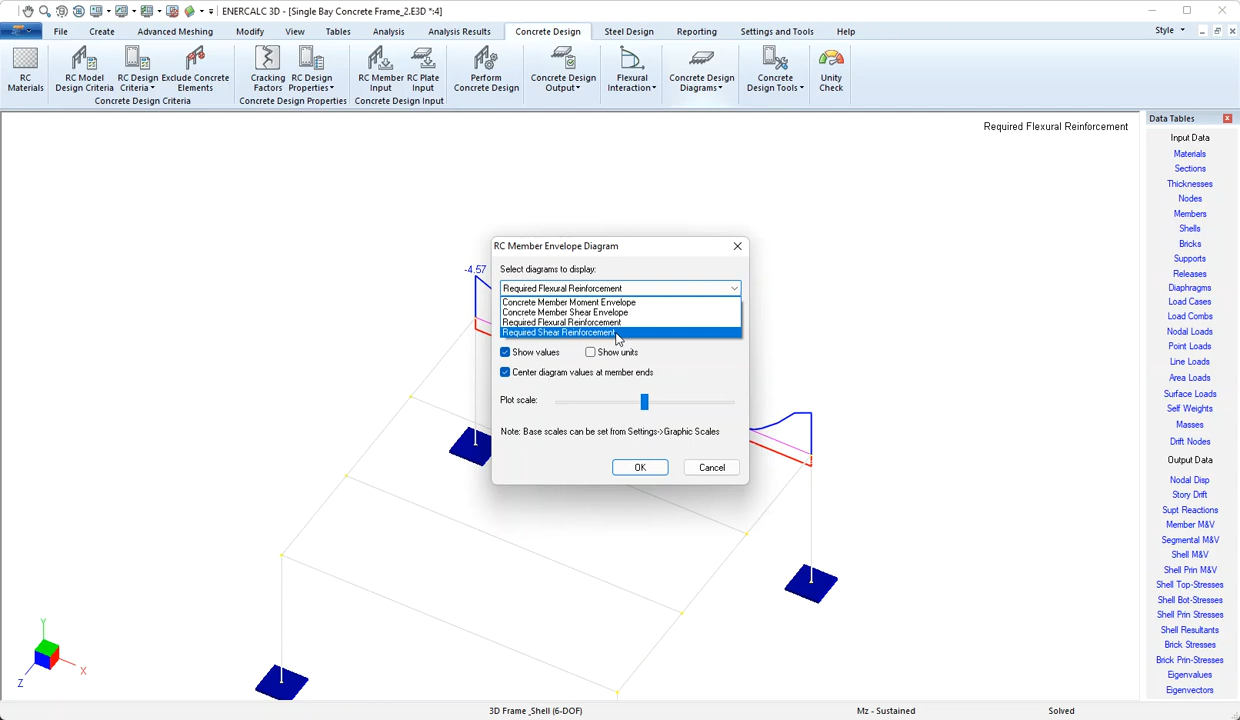 ENERCALC 3D - [Single Bay Concrete Frame_2.E3D *:4]
File Create Advanced Meshing Modify View Tables Analysis Analysis Results Concrete Design Steel Design Reporting Settings and Tools Help Style
RC Materials
RC Model Design Criteria
RC Design Criteria
Exclude Concrete Elements
Cracking Factors
RC Design Properties
RC Member Input
RC Plate Input
Perform Concrete Design
Concrete Design Output
Flexural Interaction
Concrete Design Diagrams
Concrete Design Tools
Unity Check
Concrete Design Criteria
Concrete Design Properties
Concrete Design Input
Required Flexural Reinforcement
-4.57
RC Member Envelope Diagram
Select diagrams to display:
Required Flexural Reinforcement
Concrete Member Moment Envelope
Concrete Member Shear Envelope
Required Flexural Reinforcement
Required Shear Reinforcement
Show values
Show units
Center diagram values at member ends
Plot scale:
Note: Base scales can be set from Settings->Graphic Scales
OK
Cancel
Data Tables
Input Data
Materials
Sections
Thicknesses
Nodes
Members
Shells
Bricks
Supports
Releases
Diaphragms
Load Cases
Load Combs
Nodal Loads
Point Loads
Line Loads
Area Loads
Surface Loads
Self Weights
Masses
Drift Nodes
Output Data
Nodal Disp
Story Drift
Supt Reactions
Member M&V
Segmental M&V
Shell M&V
Shell Prin M&V
Shell Top-Stresses
Shell Bot-Stresses
Shell Prin Stresses
Shell Resultants
Brick Stresses
Brick Prin-Stresses
Eigenvalues
Eigenvectors
Y
X
Z
3D Frame _Shell (6-DOF)
Mz - Sustained
Solved